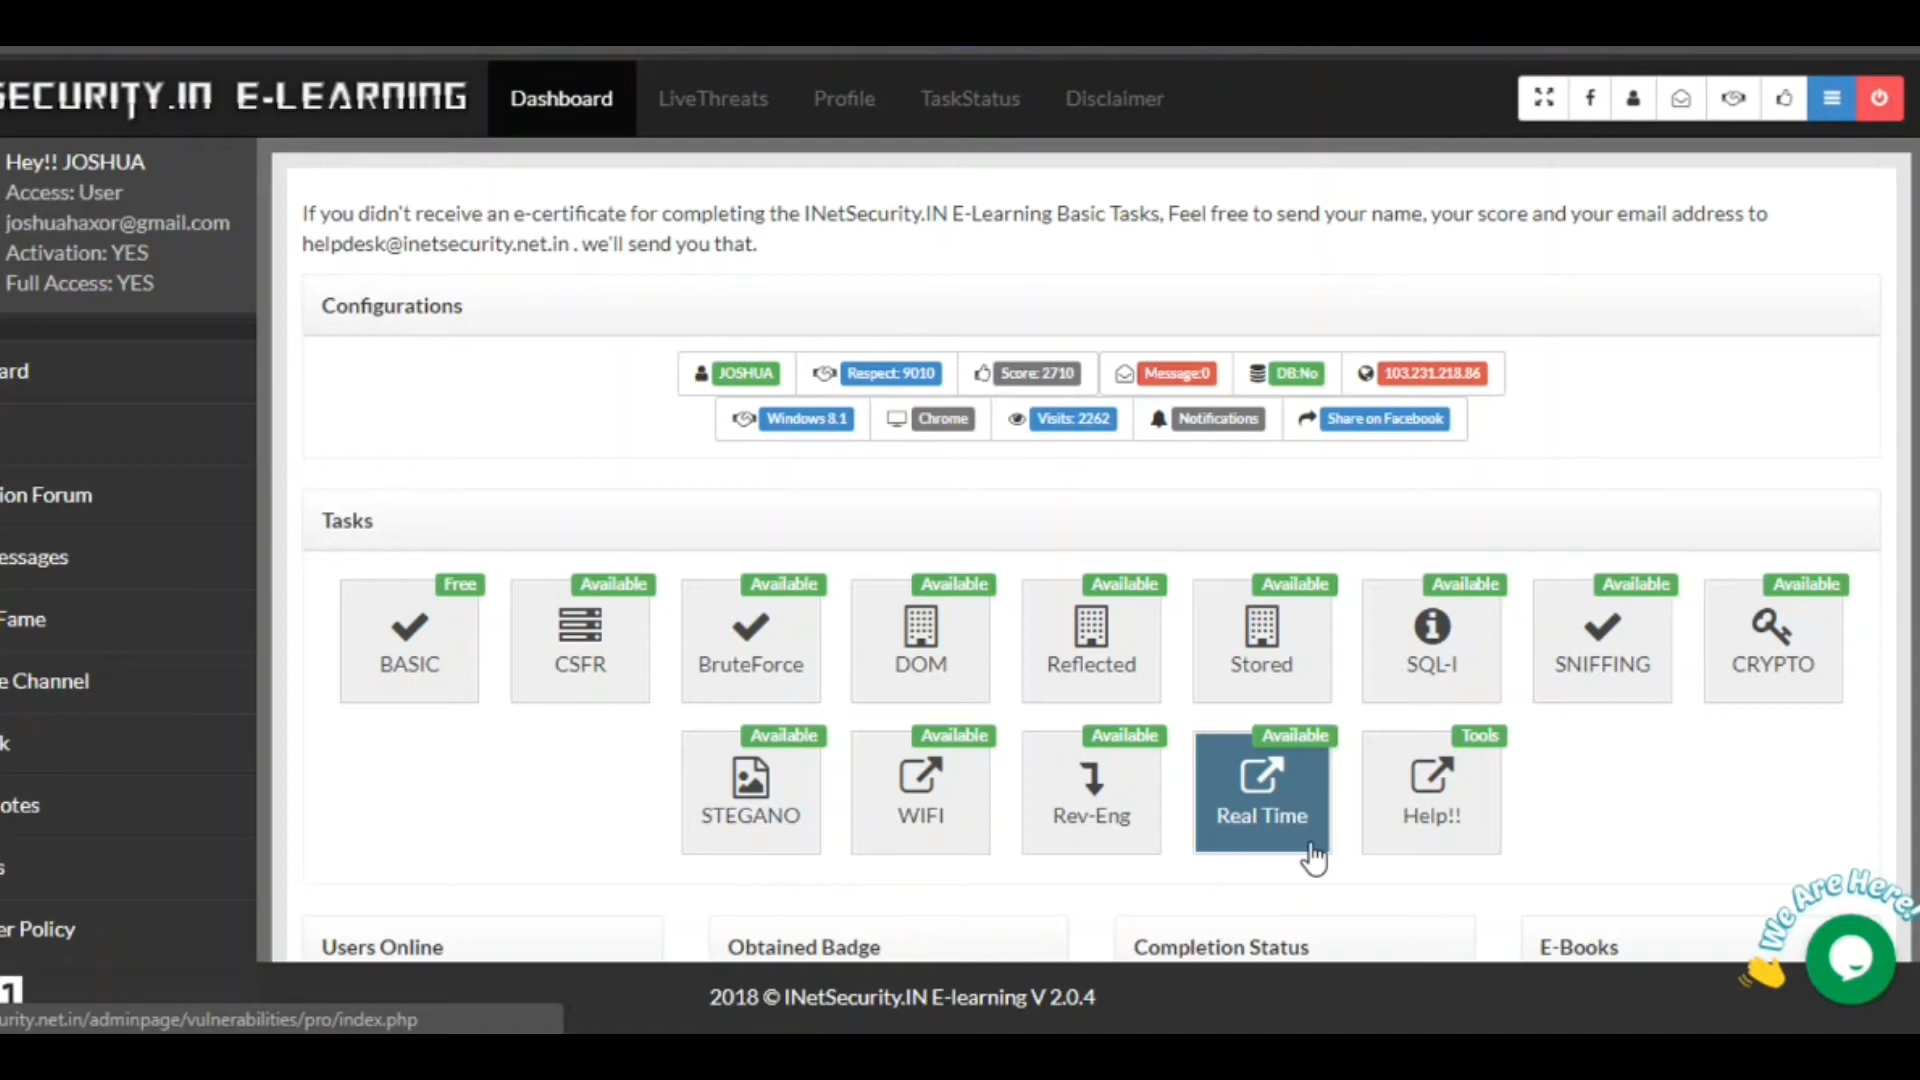 SECURITY.IN E-LEARNING
Dashboard
LiveThreats
Profile
TaskStatus
Disclaimer
Hey!! JOSHUA
Access: User
joshuahaxor@gmail.com
Activation: YES
Full Access: YES
ard
ion Forum
essages
Fame
e Channel
k
otes
s
er Policy
1
If you didn't receive an e-certificate for completing the INetSecurity.IN E-Learning Basic Tasks, Feel free to send your name, your score and your email address to
helpdesk@inetsecurity.net.in . we'll send you that.
Configurations
JOSHUA
Respect: 9010
Score: 2710
Message:0
DB:No
103.231.218.86
Windows 8.1
Chrome
Visits: 2262
Notifications
Share on Facebook
Tasks
Free
BASIC
Available
CSFR
Available
BruteForce
Available
DOM
Available
Reflected
Available
Stored
Available
SQL-I
Available
SNIFFING
Available
CRYPTO
Available
STEGANO
Available
WIFI
Available
Rev-Eng
Available
Real Time
Tools
Help!!
Users Online
Obtained Badge
Completion Status
E-Books
We Are Here!
2018 © INetSecurity.IN E-learning V 2.0.4
urity.net.in/adminpage/vulnerabilities/pro/index.php